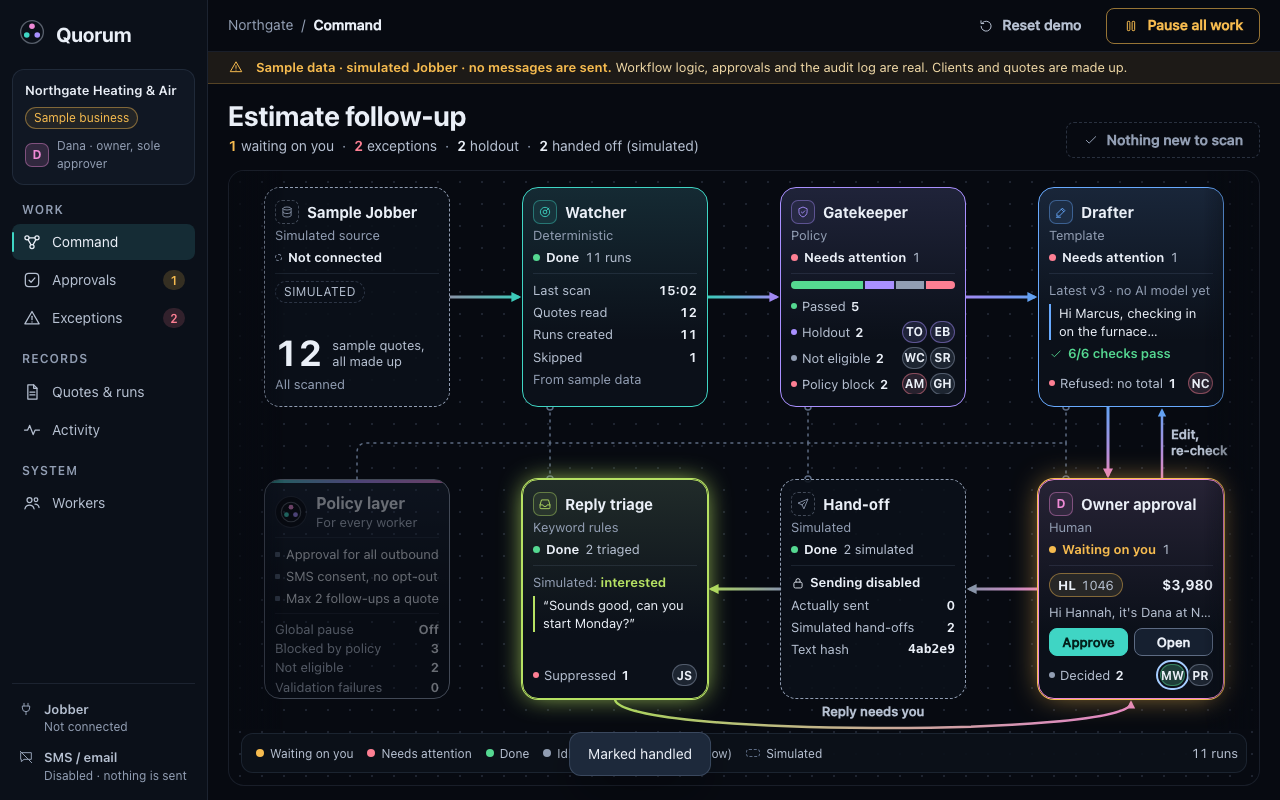 Quorum
Northgate Heating & Air
Sample business
D
Dana · owner, sole
approver
WORK
Command
Approvals
1
Exceptions
2
RECORDS
Quotes & runs
Activity
SYSTEM
Workers
Jobber
Not connected
SMS / email
Disabled · nothing is sent
Northgate / Command
Reset demo
Pause all work
Sample data · simulated Jobber · no messages are sent. Workflow logic, approvals and the audit log are real. Clients and quotes are made up.
Estimate follow-up
1 waiting on you · 2 exceptions · 2 holdout · 2 handed off (simulated)
Nothing new to scan
Sample Jobber
Simulated source
Not connected
SIMULATED
12
sample quotes,
all made up
All scanned
Watcher
Deterministic
Done 11 runs
Last scan 15:02
Quotes read 12
Runs created 11
Skipped 1
From sample data
Gatekeeper
Policy
Needs attention 1
Passed 5
Holdout 2 TO EB
Not eligible 2 WC SR
Policy block 2 AM GH
Drafter
Template
Needs attention 1
Latest v3 · no AI model yet
Hi Marcus, checking in
on the furnace…
6/6 checks pass
Refused: no total 1 NC
Edit,
re-check
Policy layer
For every worker
Approval for all outbound
SMS consent, no opt-out
Max 2 follow-ups a quote
Global pause Off
Blocked by policy 3
Not eligible 2
Validation failures 0
Reply triage
Keyword rules
Done 2 triaged
Simulated: interested
“Sounds good, can you
start Monday?”
Suppressed 1 JS
Hand-off
Simulated
Done 2 simulated
Sending disabled
Actually sent 0
Simulated hand-offs 2
Text hash 4ab2e9
D
Owner approval
Human
Waiting on you 1
HL 1046 $3,980
Hi Hannah, it's Dana at N…
Approve
Open
Decided 2 MW PR
Reply needs you
Waiting on you
Needs attention
Done
Marked handled
Simulated
11 runs